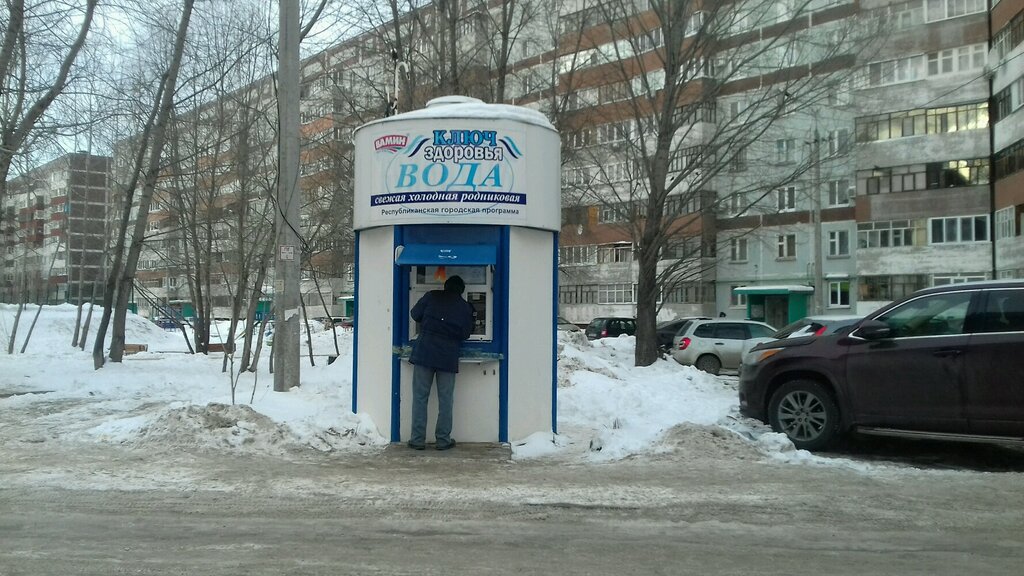 ВАМИН
КЛЮЧ
ЗДОРОВЬЯ
ВОДА
свежая холодная родниковая
Республиканская городская программа